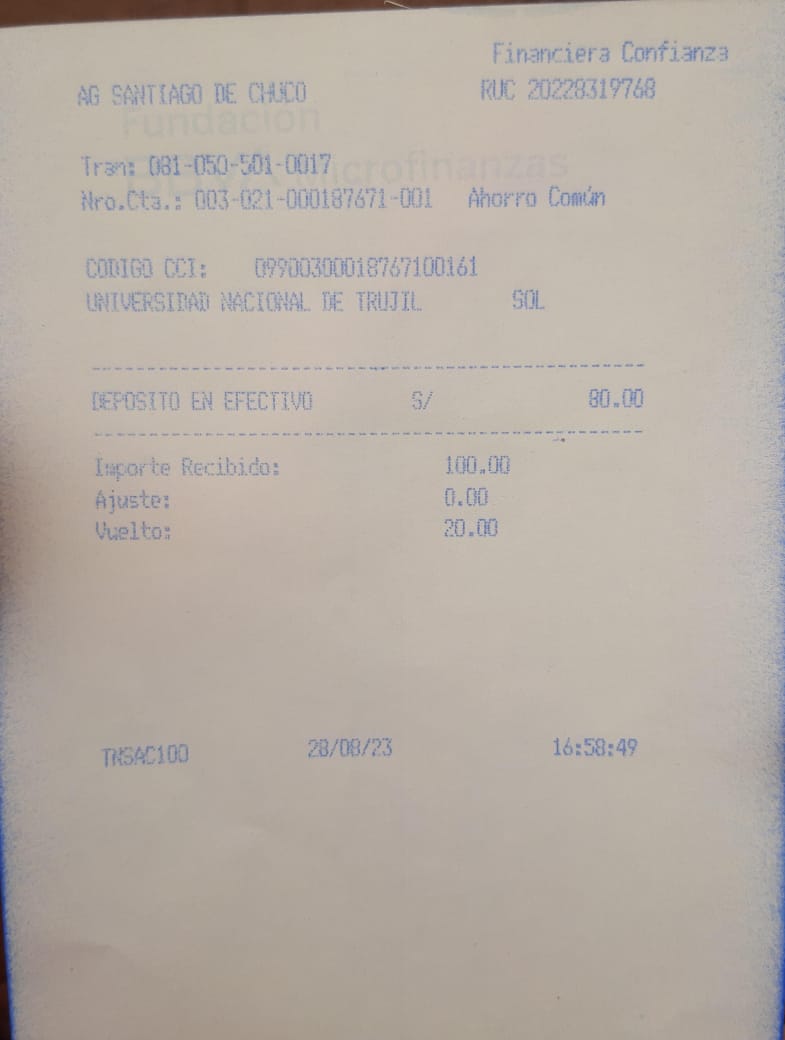 Financiera Confianza
AG SANTIAGO DE CHUCO RUC 20228319768
Fundación
Tran: 081-050-501-0017
Microfinanzas
Nro.Cta.: 003-021-000187671-001 Ahorro Común
CODIGO CCI: 09900300018767100161
UNIVERSIDAD NACIONAL DE TRUJIL SOL
DEPOSITO EN EFECTIVO S/ 80.00
Importe Recibido: 100.00
Ajuste: 0.00
Vuelto: 20.00
TNSAC100 28/08/23 16:58:49